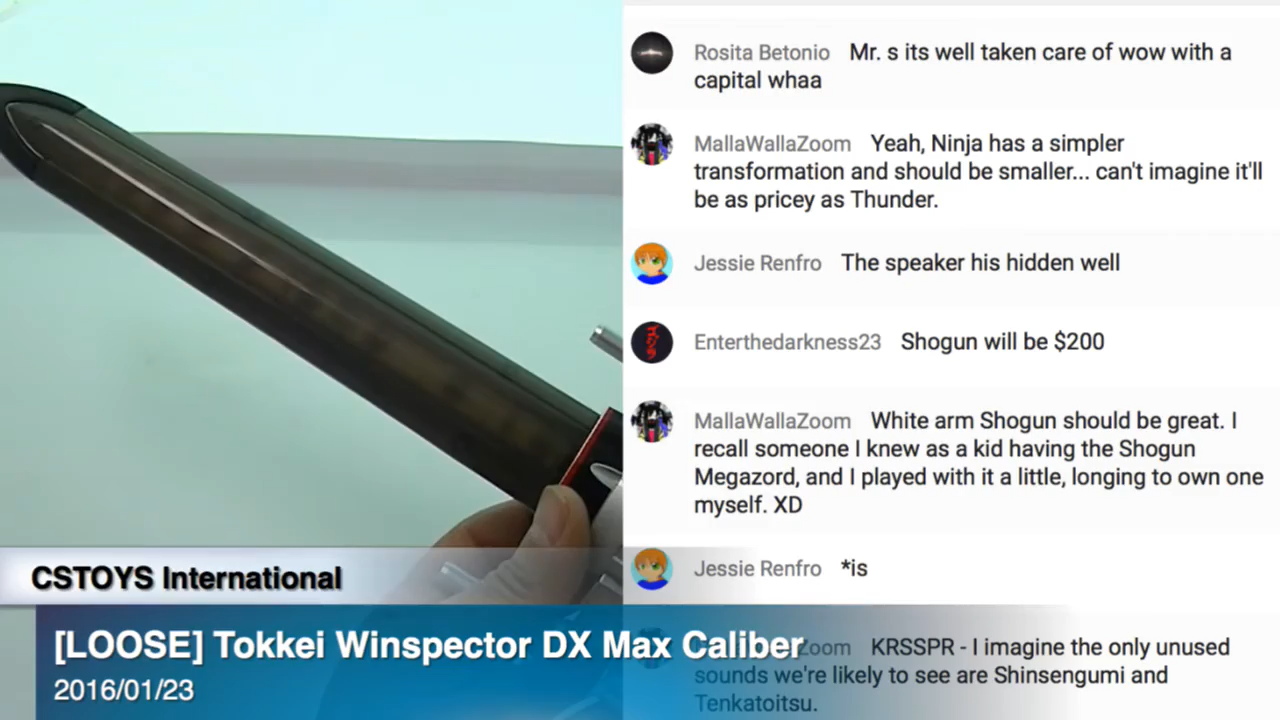 Rosita Betonio Mr. s its well taken care of wow with a
capital whaa
MallaWallaZoom Yeah, Ninja has a simpler
transformation and should be smaller... can't imagine it'll
be as pricey as Thunder.
Jessie Renfro The speaker his hidden well
Enterthedarkness23 Shogun will be $200
MallaWallaZoom White arm Shogun should be great. I
recall someone I knew as a kid having the Shogun
Megazord, and I played with it a little, longing to own one
myself. XD
Jessie Renfro *is
CSTOYS International
[LOOSE] Tokkei Winspector DX Max Caliber
2016/01/23
KRSSPR - I imagine the only unused
sounds we're likely to see are Shinsengumi and
Tenkatoitsu.